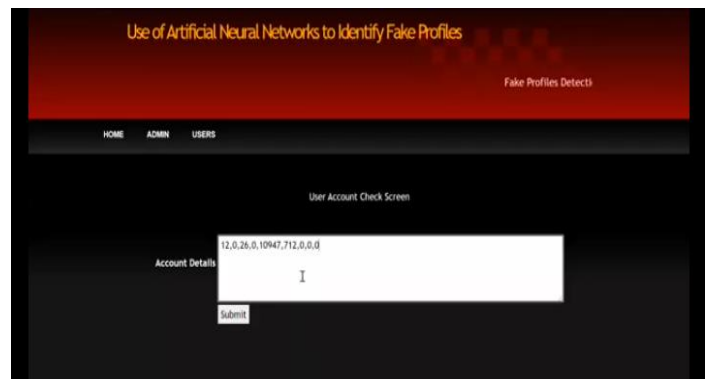 Use of Artificial Neural Networks to Identify Fake Profiles
Fake Profiles Detecti
HOME ADMIN USERS
User Account Check Screen
12,0,26,0,10947,712,0,0,0
Account Details
Submit